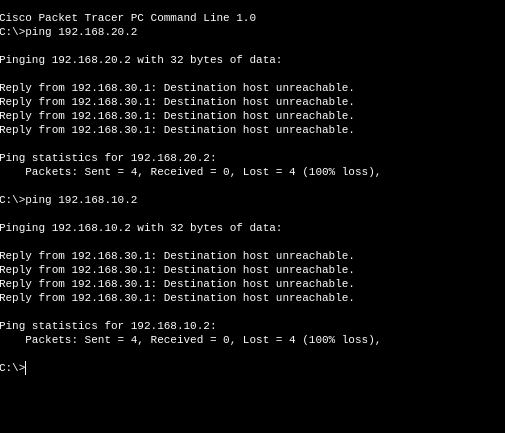 Cisco Packet Tracer PC Command Line 1.0
C:\>ping 192.168.20.2
Pinging 192.168.20.2 with 32 bytes of data:
Reply from 192.168.30.1: Destination host unreachable.
Reply from 192.168.30.1: Destination host unreachable.
Reply from 192.168.30.1: Destination host unreachable.
Reply from 192.168.30.1: Destination host unreachable.
Ping statistics for 192.168.20.2:
    Packets: Sent = 4, Received = 0, Lost = 4 (100% loss),
C:\>ping 192.168.10.2
Pinging 192.168.10.2 with 32 bytes of data:
Reply from 192.168.30.1: Destination host unreachable.
Reply from 192.168.30.1: Destination host unreachable.
Reply from 192.168.30.1: Destination host unreachable.
Reply from 192.168.30.1: Destination host unreachable.
Ping statistics for 192.168.10.2:
    Packets: Sent = 4, Received = 0, Lost = 4 (100% loss),
C:\>